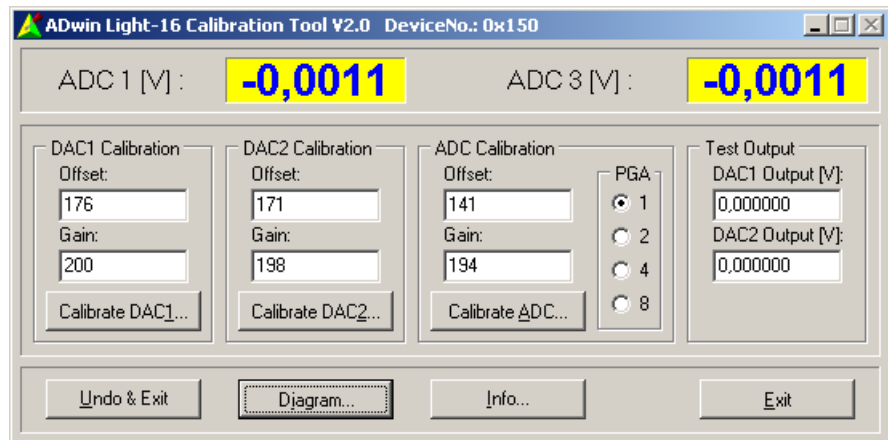 ADwin Light-16 Calibration Tool V2.0 DeviceNo.: 0x150
ADC 1 [V] : -0,0011 ADC 3 [V] : -0,0011
DAC1 Calibration DAC2 Calibration ADC Calibration Test Output
Offset: Offset: Offset: PGA DAC1 Output [V]:
176 171 141 1 0,000000
Gain: Gain: Gain: 2 DAC2 Output [V]:
200 198 194 4 0,000000
Calibrate DAC1... Calibrate DAC2... Calibrate ADC... 8
Undo & Exit Diagram... Info... Exit